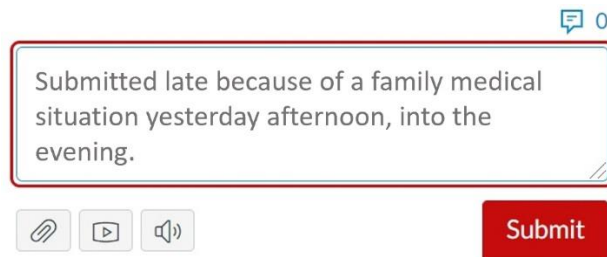 0
Submitted late because of a family medical
situation yesterday afternoon, into the
evening.
Submit